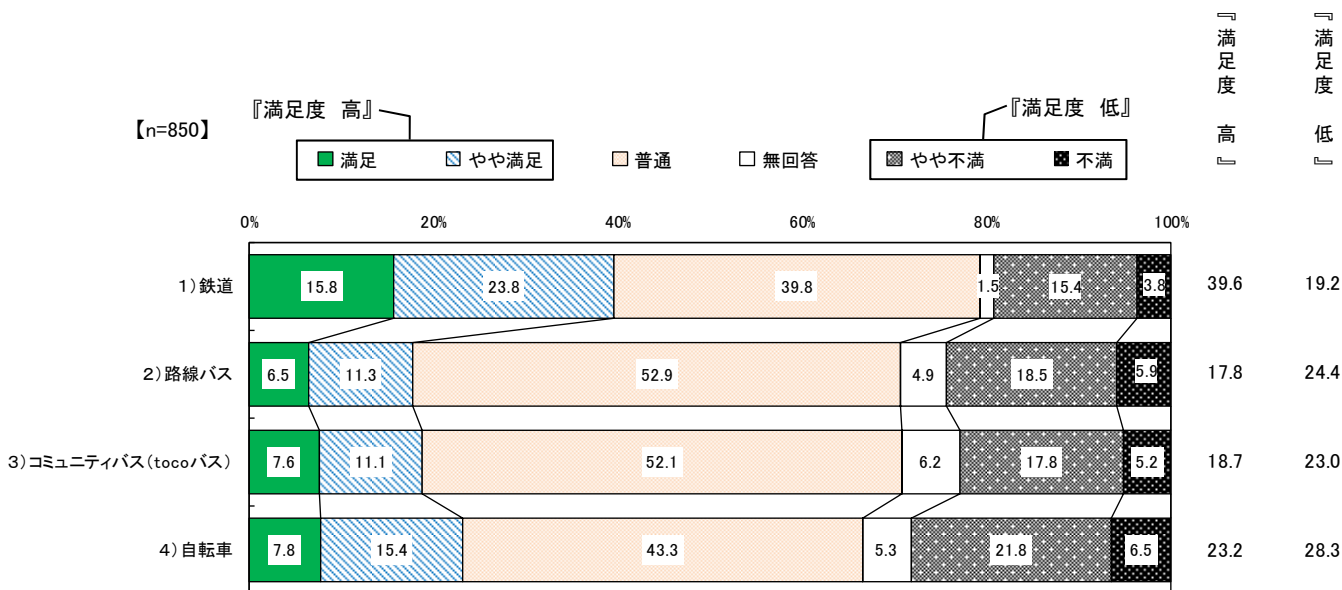 『満足度 高』
『満足度 低』
【n=850】
『満足度 高』
『満足度 低』
満足
やや満足
普通
無回答
やや不満
不満
0%
20%
40%
60%
80%
100%
1)鉄道
15.8
23.8
39.8
1.5
15.4
3.8
39.6
19.2
2)路線バス
6.5
11.3
52.9
4.9
18.5
5.9
17.8
24.4
3)コミュニティバス(tocoバス)
7.6
11.1
52.1
6.2
17.8
5.2
18.7
23.0
4)自転車
7.8
15.4
43.3
5.3
21.8
6.5
23.2
28.3